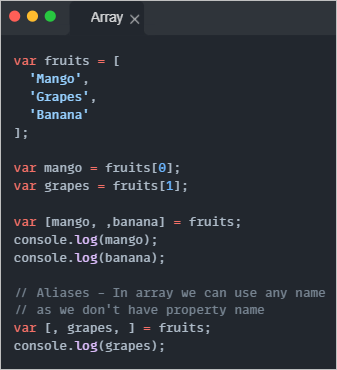 Array ×
var fruits = [
  'Mango',
  'Grapes',
  'Banana'
];
var mango = fruits[0];
var grapes = fruits[1];
var [mango, ,banana] = fruits;
console.log(mango);
console.log(banana);
// Aliases - In array we can use any name
// as we don't have property name
var [, grapes, ] = fruits;
console.log(grapes);